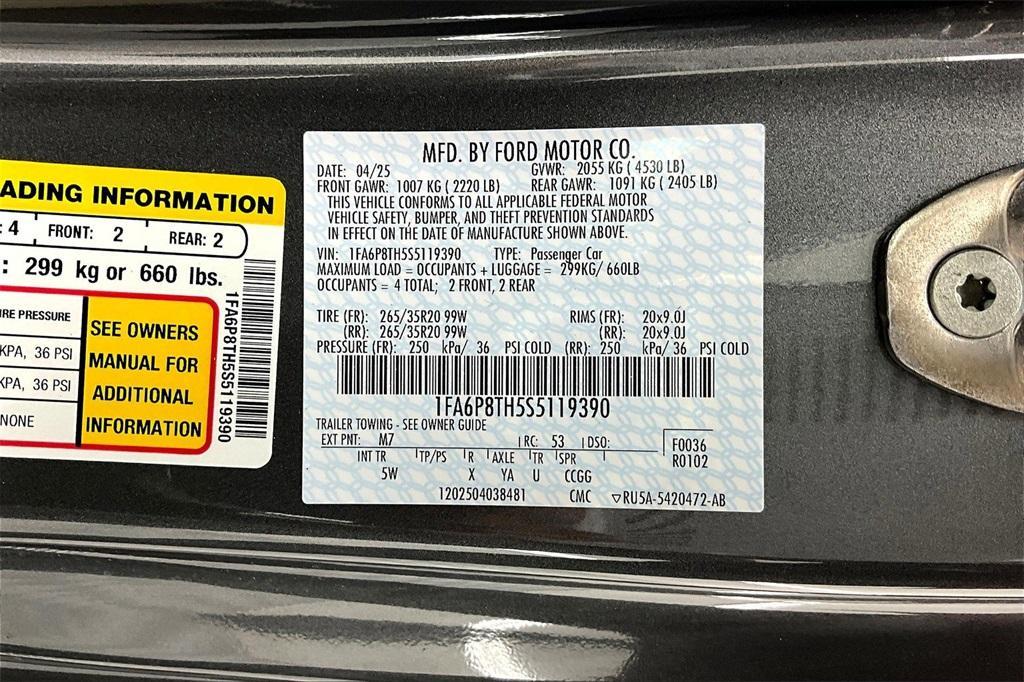 ADING INFORMATION
: 4 FRONT: 2 REAR: 2
: 299 kg or 660 lbs.
RE PRESSURE
KPA, 36 PSI
KPA, 36 PSI
NONE
SEE OWNERS
MANUAL FOR
ADDITIONAL
INFORMATION
1FA6P8TH5S5119390
MFD. BY FORD MOTOR CO.
DATE: 04/25 GVWR: 2055 KG ( 4530 LB)
FRONT GAWR: 1007 KG ( 2220 LB) REAR GAWR: 1091 KG ( 2405 LB)
THIS VEHICLE CONFORMS TO ALL APPLICABLE FEDERAL MOTOR
VEHICLE SAFETY, BUMPER, AND THEFT PREVENTION STANDARDS
IN EFFECT ON THE DATE OF MANUFACTURE SHOWN ABOVE.
VIN: 1FA6P8TH5S5119390 TYPE: Passenger Car
MAXIMUM LOAD = OCCUPANTS + LUGGAGE = 299KG/ 660LB
OCCUPANTS = 4 TOTAL; 2 FRONT, 2 REAR
TIRE (FR): 265/35R20 99W RIMS (FR): 20x9.0J
(RR): 265/35R20 99W (RR): 20x9.0J
PRESSURE (FR): 250 kPa/ 36 PSI COLD (RR): 250 kPa/ 36 PSI COLD
1FA6P8TH5S5119390
TRAILER TOWING - SEE OWNER GUIDE
EXT PNT: M7 RC: 53 DSO: F0036
INT TR TP/PS R AXLE TR SPR R0102
5W X YA U CCGG
1202504038481 CMC ▽RU5A-5420472-AB